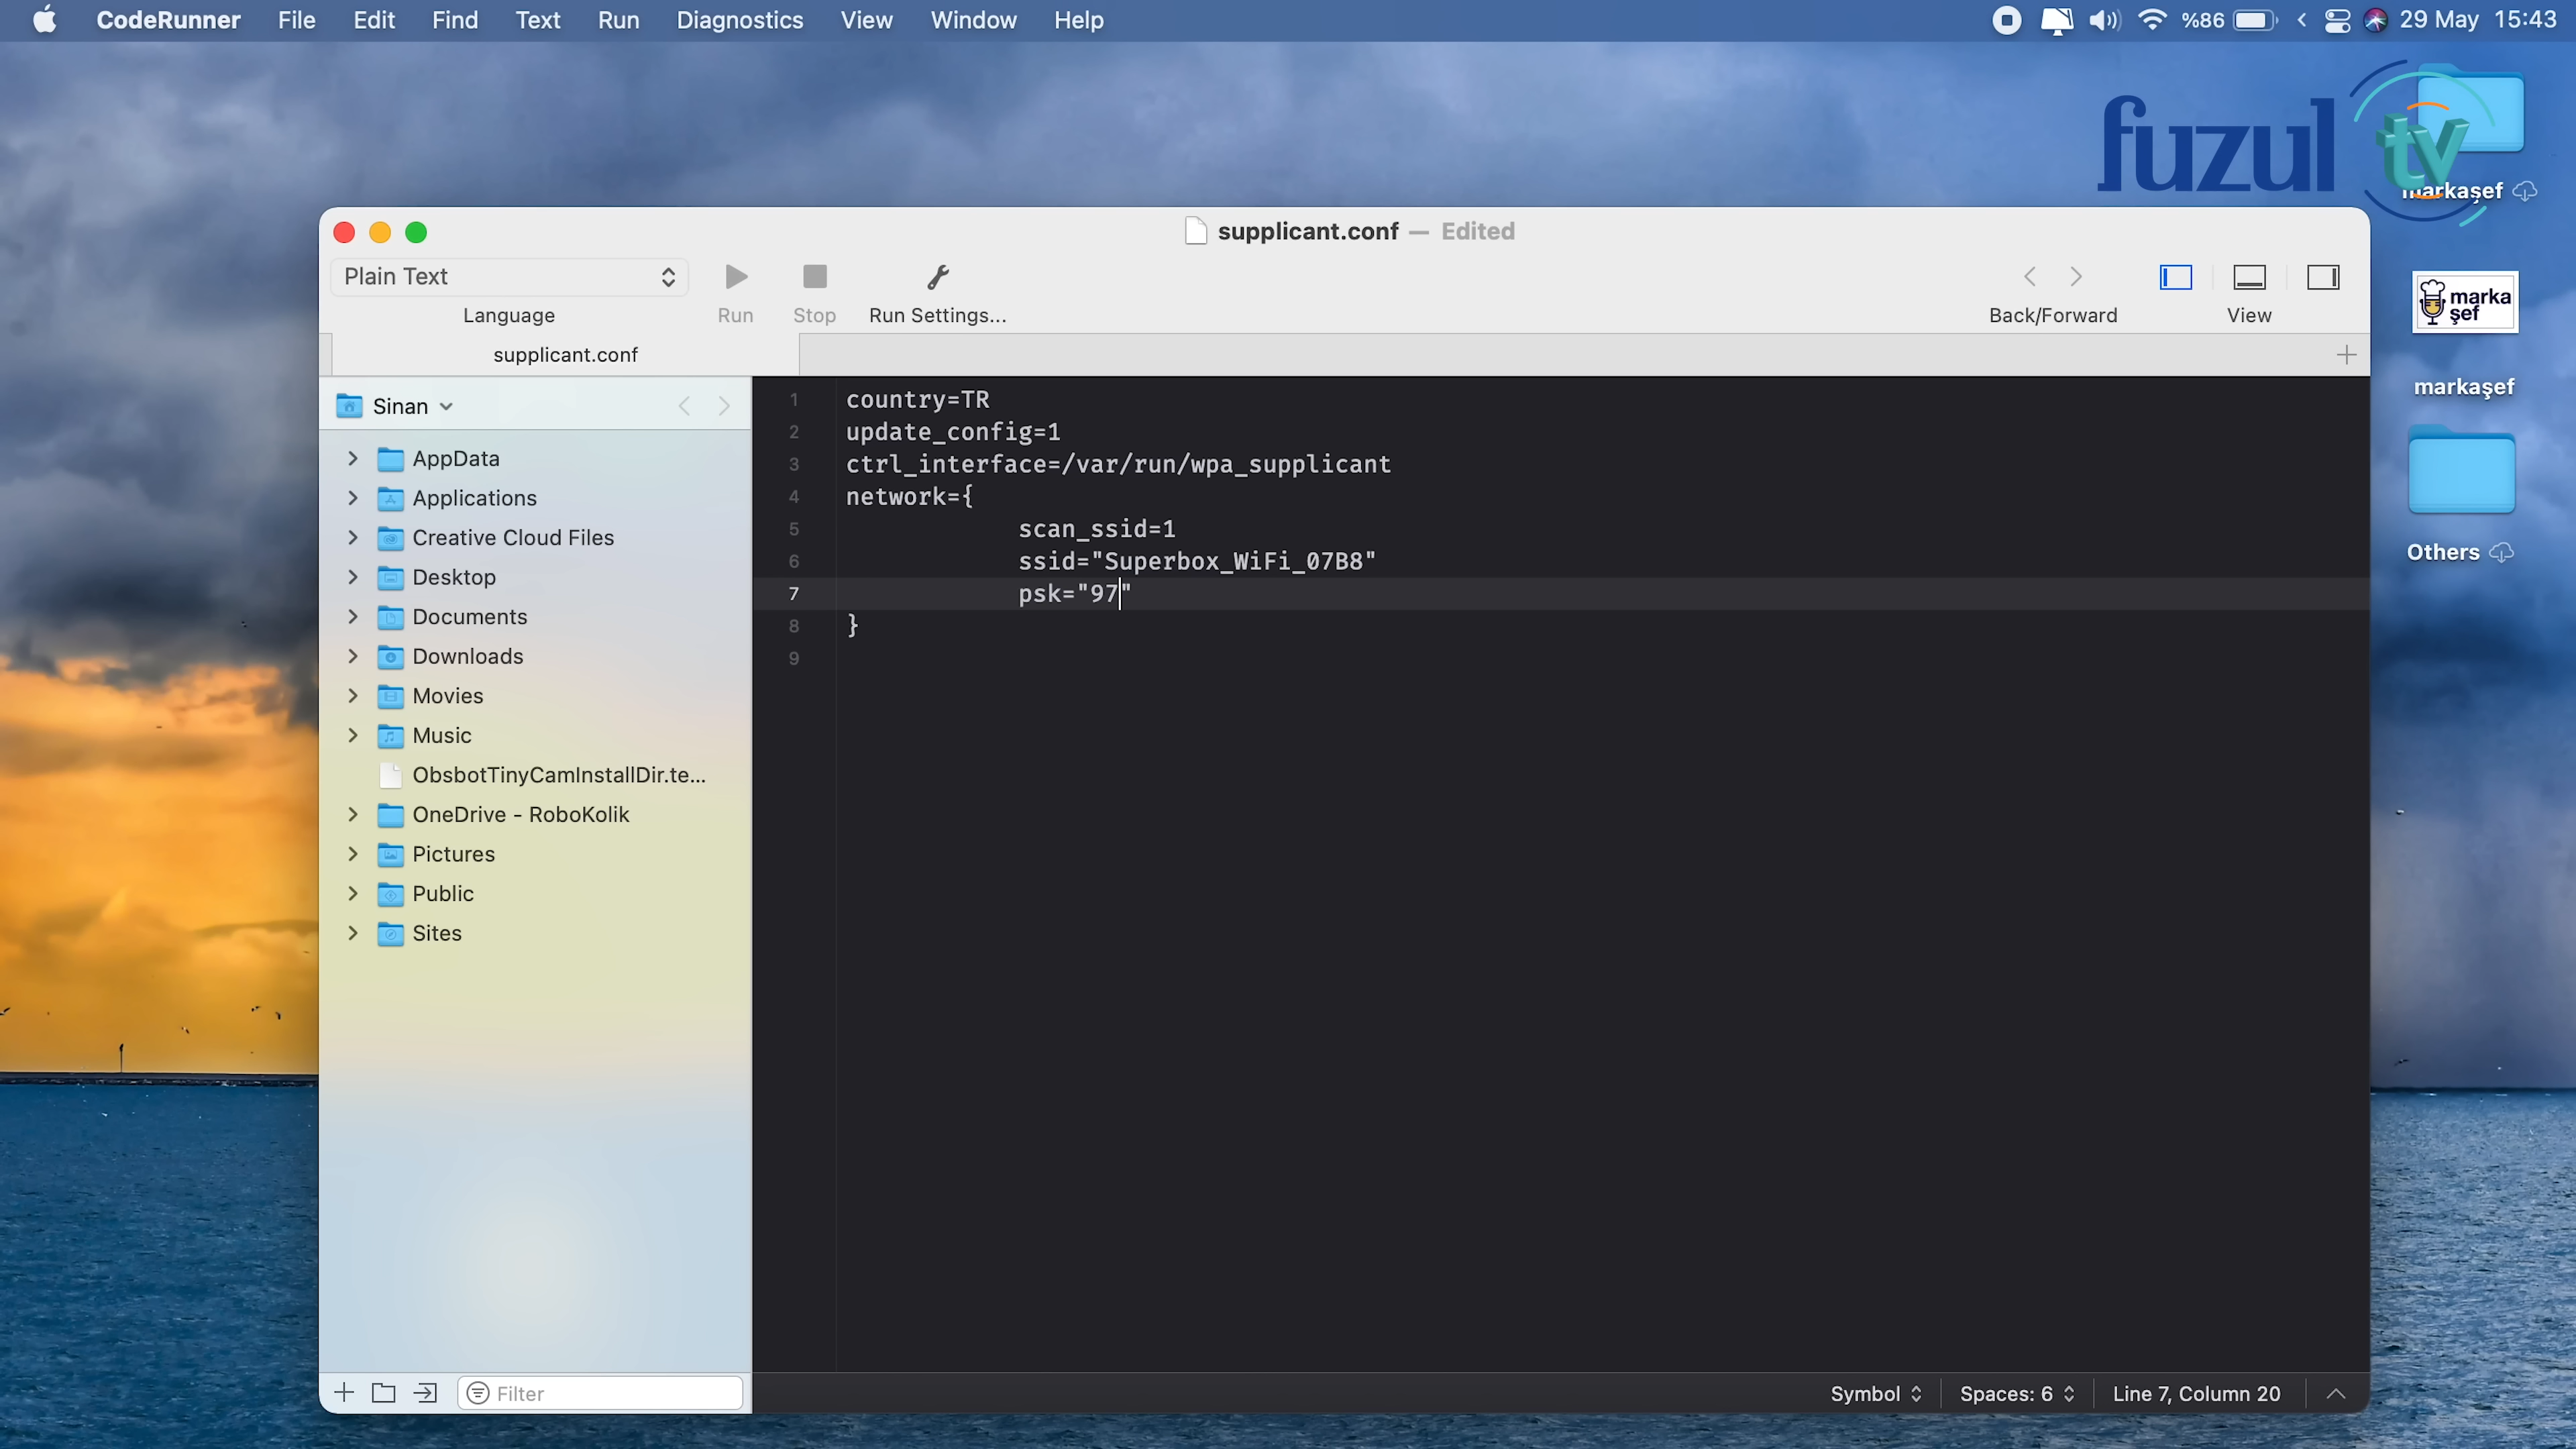 CodeRunner File Edit Find Text Run Diagnostics View Window Help %86 29 May 15:43
fuzul tv
markaşef
supplicant.conf — Edited
Plain Text
Run Stop Run Settings... Back/Forward View
Language
marka
şef
supplicant.conf
markaşef
Sinan
AppData
Applications
Creative Cloud Files
Desktop
Documents
Downloads
Movies
Music
ObsbotTinyCamInstallDir.te...
OneDrive - RoboKolik
Pictures
Public
Sites
1 country=TR
2 update_config=1
3 ctrl_interface=/var/run/wpa_supplicant
4 network={
5 scan_ssid=1
6 ssid="Superbox_WiFi_07B8"
7 psk="97"
8 }
9
Others
Filter
Symbol Spaces: 6 Line 7, Column 20